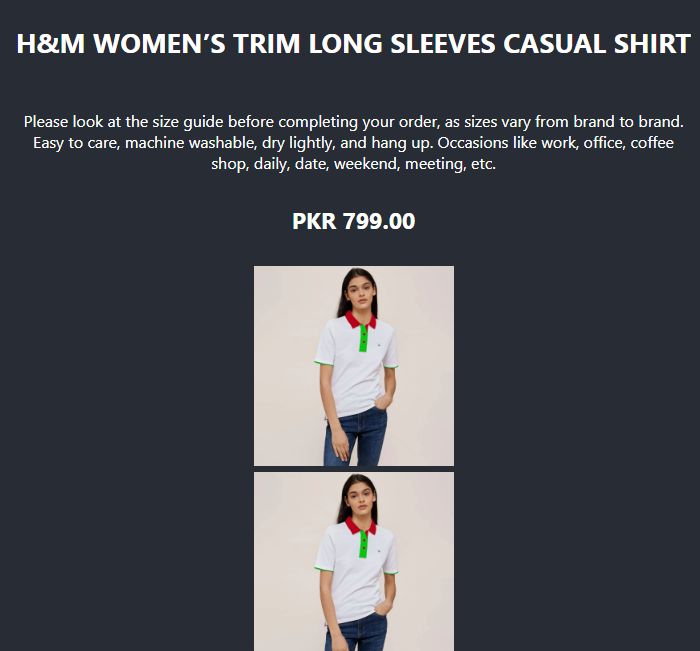 H&M WOMEN’S TRIM LONG SLEEVES CASUAL SHIRT
Please look at the size guide before completing your order, as sizes vary from brand to brand.
Easy to care, machine washable, dry lightly, and hang up. Occasions like work, office, coffee
shop, daily, date, weekend, meeting, etc.
PKR 799.00